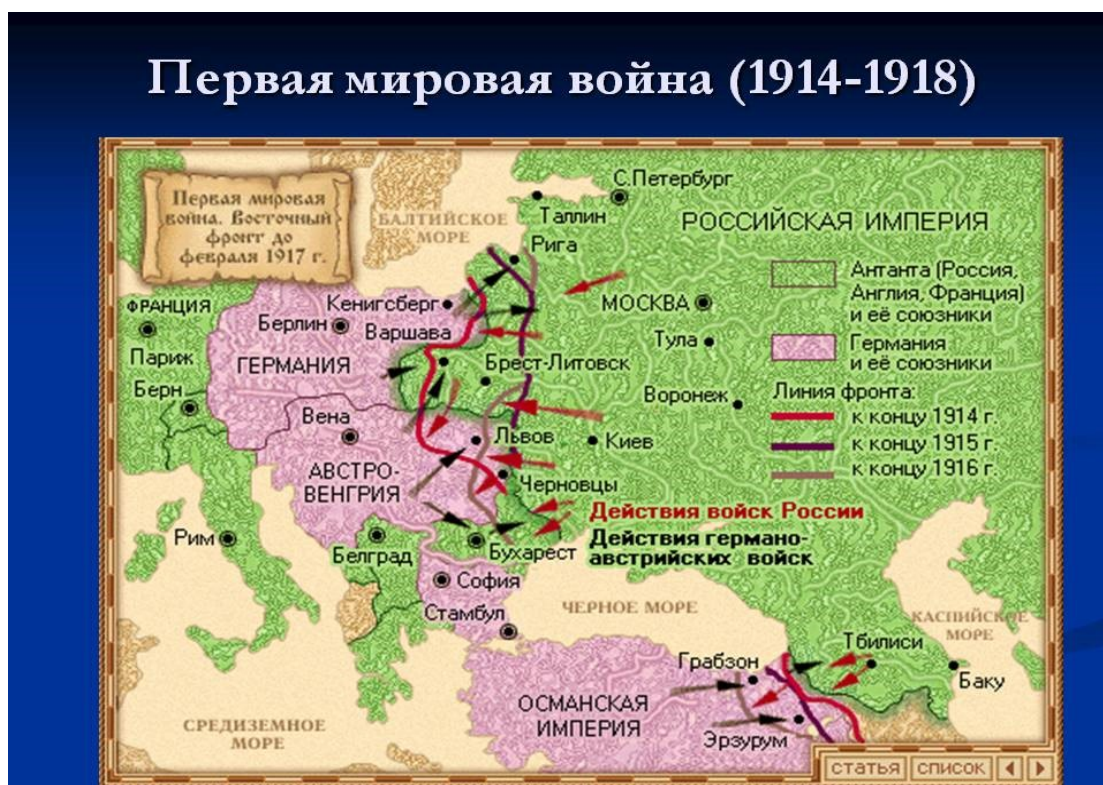 Первая мировая война (1914-1918)
Первая мировая
война. Восточный
фронт до
февраля 1917 г.
БАЛТИЙСКОЕ
МОРЕ
С.Петербург
Таллин
РОССИЙСКАЯ ИМПЕРИЯ
Рига
Антанта (Россия,
Англия, Франция)
и её союзники
ФРАНЦИЯ
Кенигсберг
МОСКВА
Берлин
Варшава
Тула
Германия
и её союзники
Париж
ГЕРМАНИЯ
Брест-Литовск
Берн
Воронеж
Линия фронта:
Вена
к концу 1914 г.
Львов
Киев
к концу 1915 г.
АВСТРО-
ВЕНГРИЯ
к концу 1916 г.
Черновцы
Действия войск России
Рим
Белград
Бухарест
Действия германо-
австрийских войск
София
Стамбул
ЧЕРНОЕ МОРЕ
КАСПИЙСКОЕ
МОРЕ
Тбилиси
Грабзон
Баку
ОСМАНСКАЯ
ИМПЕРИЯ
СРЕДИЗЕМНОЕ
МОРЕ
Эрзурум
статья список